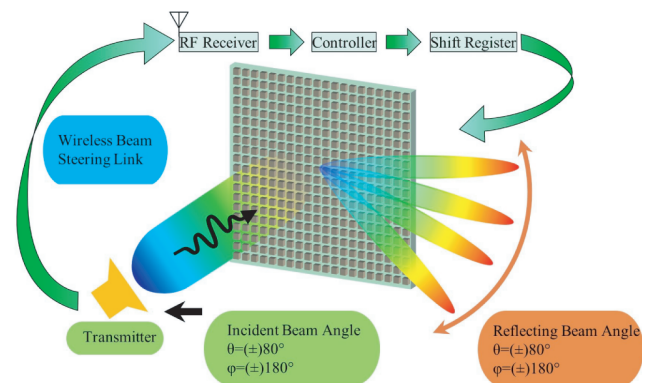 RF Receiver
Controller
Shift Register
Wireless Beam
Steering Link
Transmitter
Incident Beam Angle
θ=(±)80°
φ=(±)180°
Reflecting Beam Angle
θ=(±)80°
φ=(±)180°